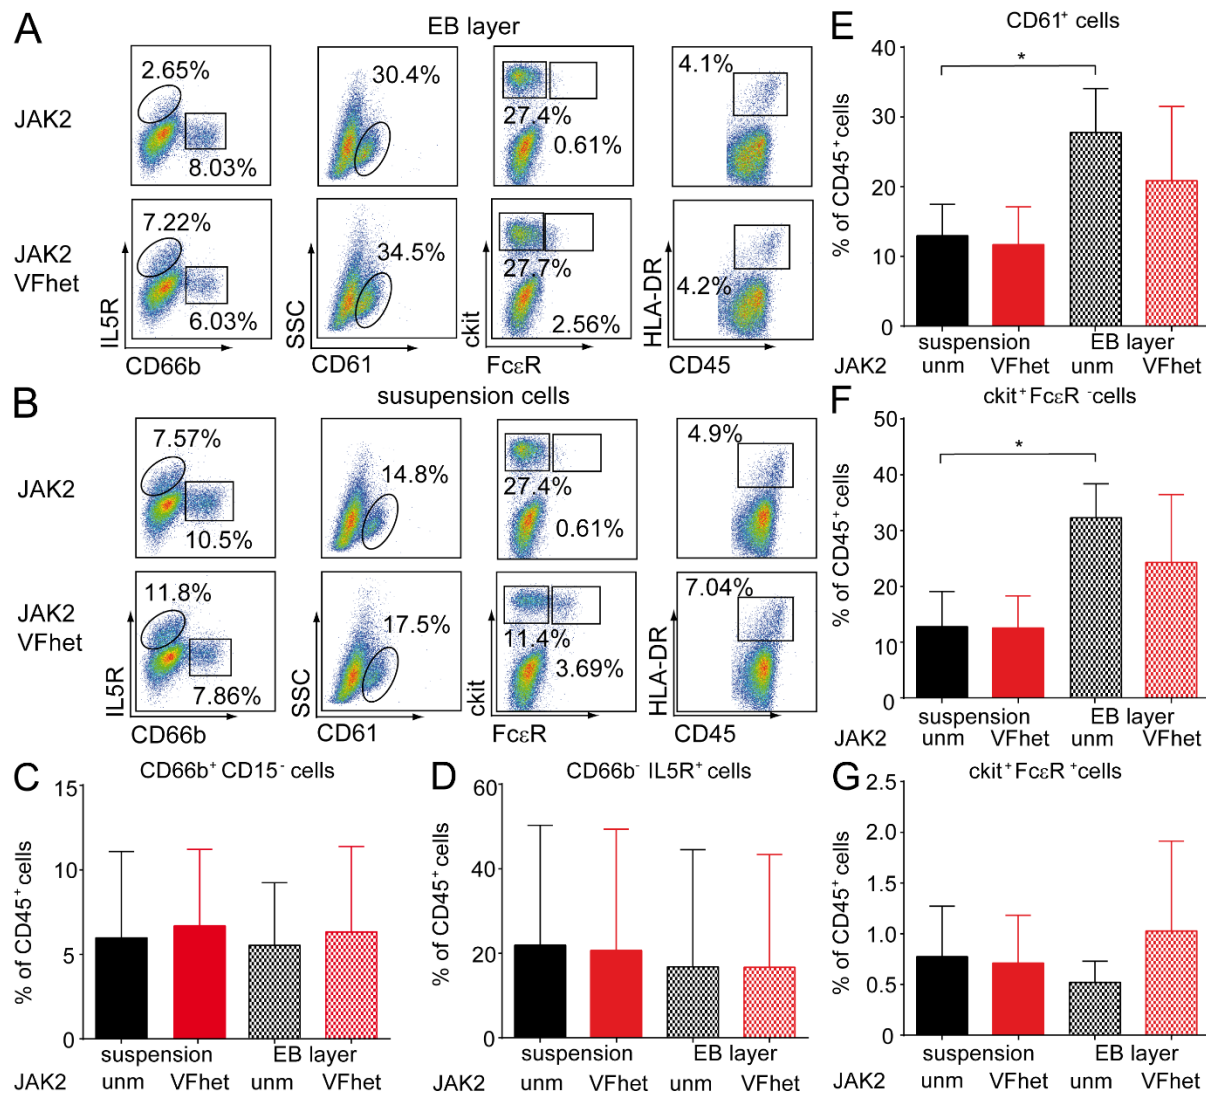 A
EB layer
JAK2
2.65%
8.03%
30.4%
27.4%
0.61%
4.1%
JAK2
VFhet
7.22%
6.03%
34.5%
27.7%
2.56%
4.2%
IL5R
CD66b
SSC
CD61
ckit
FcεR
HLA-DR
CD45
B
susupension cells
JAK2
7.57%
10.5%
14.8%
27.4%
0.61%
4.9%
JAK2
VFhet
11.8%
7.86%
17.5%
11.4%
3.69%
7.04%
IL5R
CD66b
SSC
CD61
ckit
FcεR
HLA-DR
CD45
C
CD66b⁺ CD15⁻ cells
% of CD45⁺ cells
15
10
5
0
suspension EB layer
JAK2 unm VFhet unm VFhet
D
CD66b⁻ IL5R⁺ cells
% of CD45⁺ cells
60
40
20
0
suspension EB layer
JAK2 unm VFhet unm VFhet
E
CD61⁺ cells
% of CD45⁺ cells
40
30
20
10
0
*
suspension EB layer
JAK2 unm VFhet unm VFhet
F
ckit⁺FcεR ⁻cells
% of CD45⁺ cells
50
40
30
20
10
0
*
suspension EB layer
JAK2 unm VFhet unm VFhet
G
ckit⁺FcεR ⁺cells
% of CD45⁺ cells
2.5
2.0
1.5
1.0
0.5
0
suspension EB layer
JAK2 unm VFhet unm VFhet